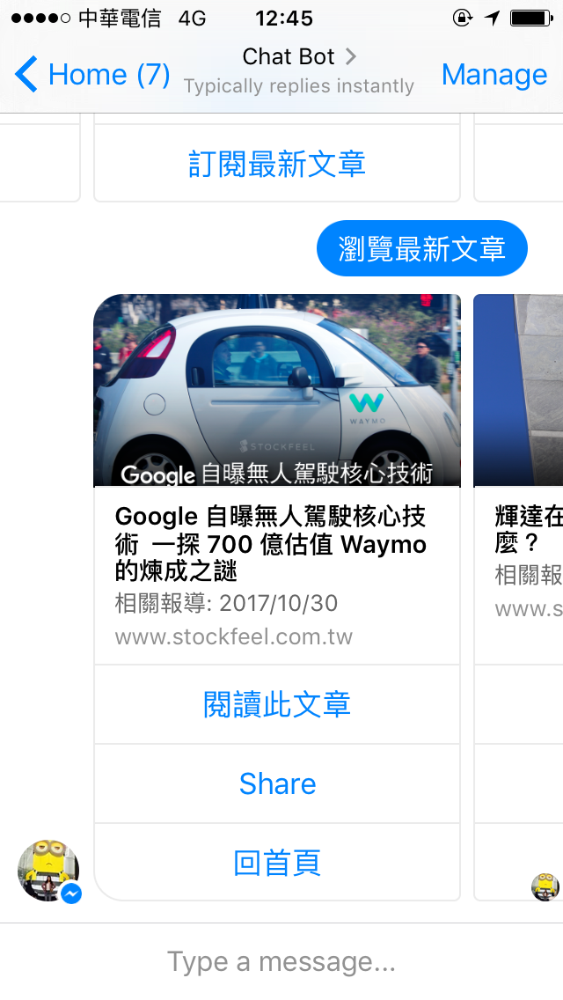 中華電信 4G 12:45
Chat Bot
Home (7)
Manage
Typically replies instantly
訂閱最新文章
瀏覽最新文章
WAYMO
STOCKFEEL
Google 自曝無人駕駛核心技術
Google 自曝無人駕駛核心技
術 一探 700 億估值 Waymo
的煉成之謎
相關報導: 2017/10/30
www.stockfeel.com.tw
閱讀此文章
Share
回首頁
輝達在
麼？
相關報
www.s
Type a message...